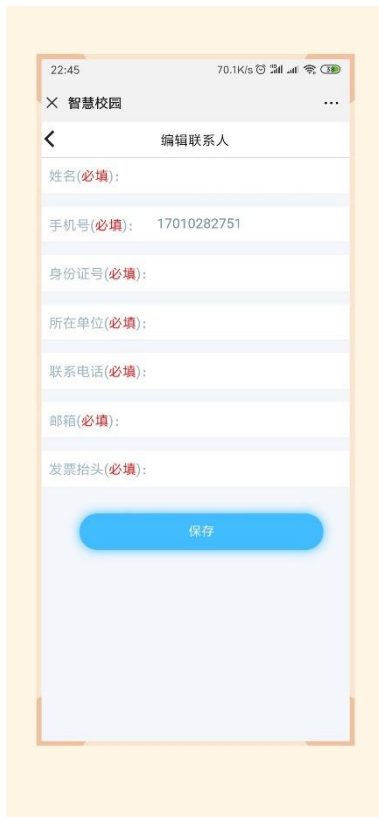 22:45 70.1K/s
智慧校园
编辑联系人
姓名(必填):
手机号(必填): 17010282751
身份证号(必填):
所在单位(必填):
联系电话(必填):
邮箱(必填):
发票抬头(必填):
保存